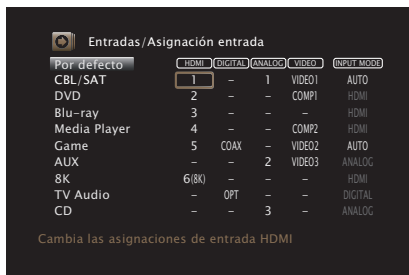 Entradas/Asignación entrada
Por defecto HDMI DIGITAL ANALOG VIDEO INPUT MODE
CBL/SAT 1 – 1 VIDEO1 AUTO
DVD 2 – – COMP1 HDMI
Blu-ray 3 – – – HDMI
Media Player 4 – – COMP2 HDMI
Game 5 COAX – VIDEO2 AUTO
AUX – – 2 VIDEO3 ANALOG
8K 6(8K) – – – HDMI
TV Audio – OPT – – DIGITAL
CD – – 3 – ANALOG
Cambia las asignaciones de entrada HDMI